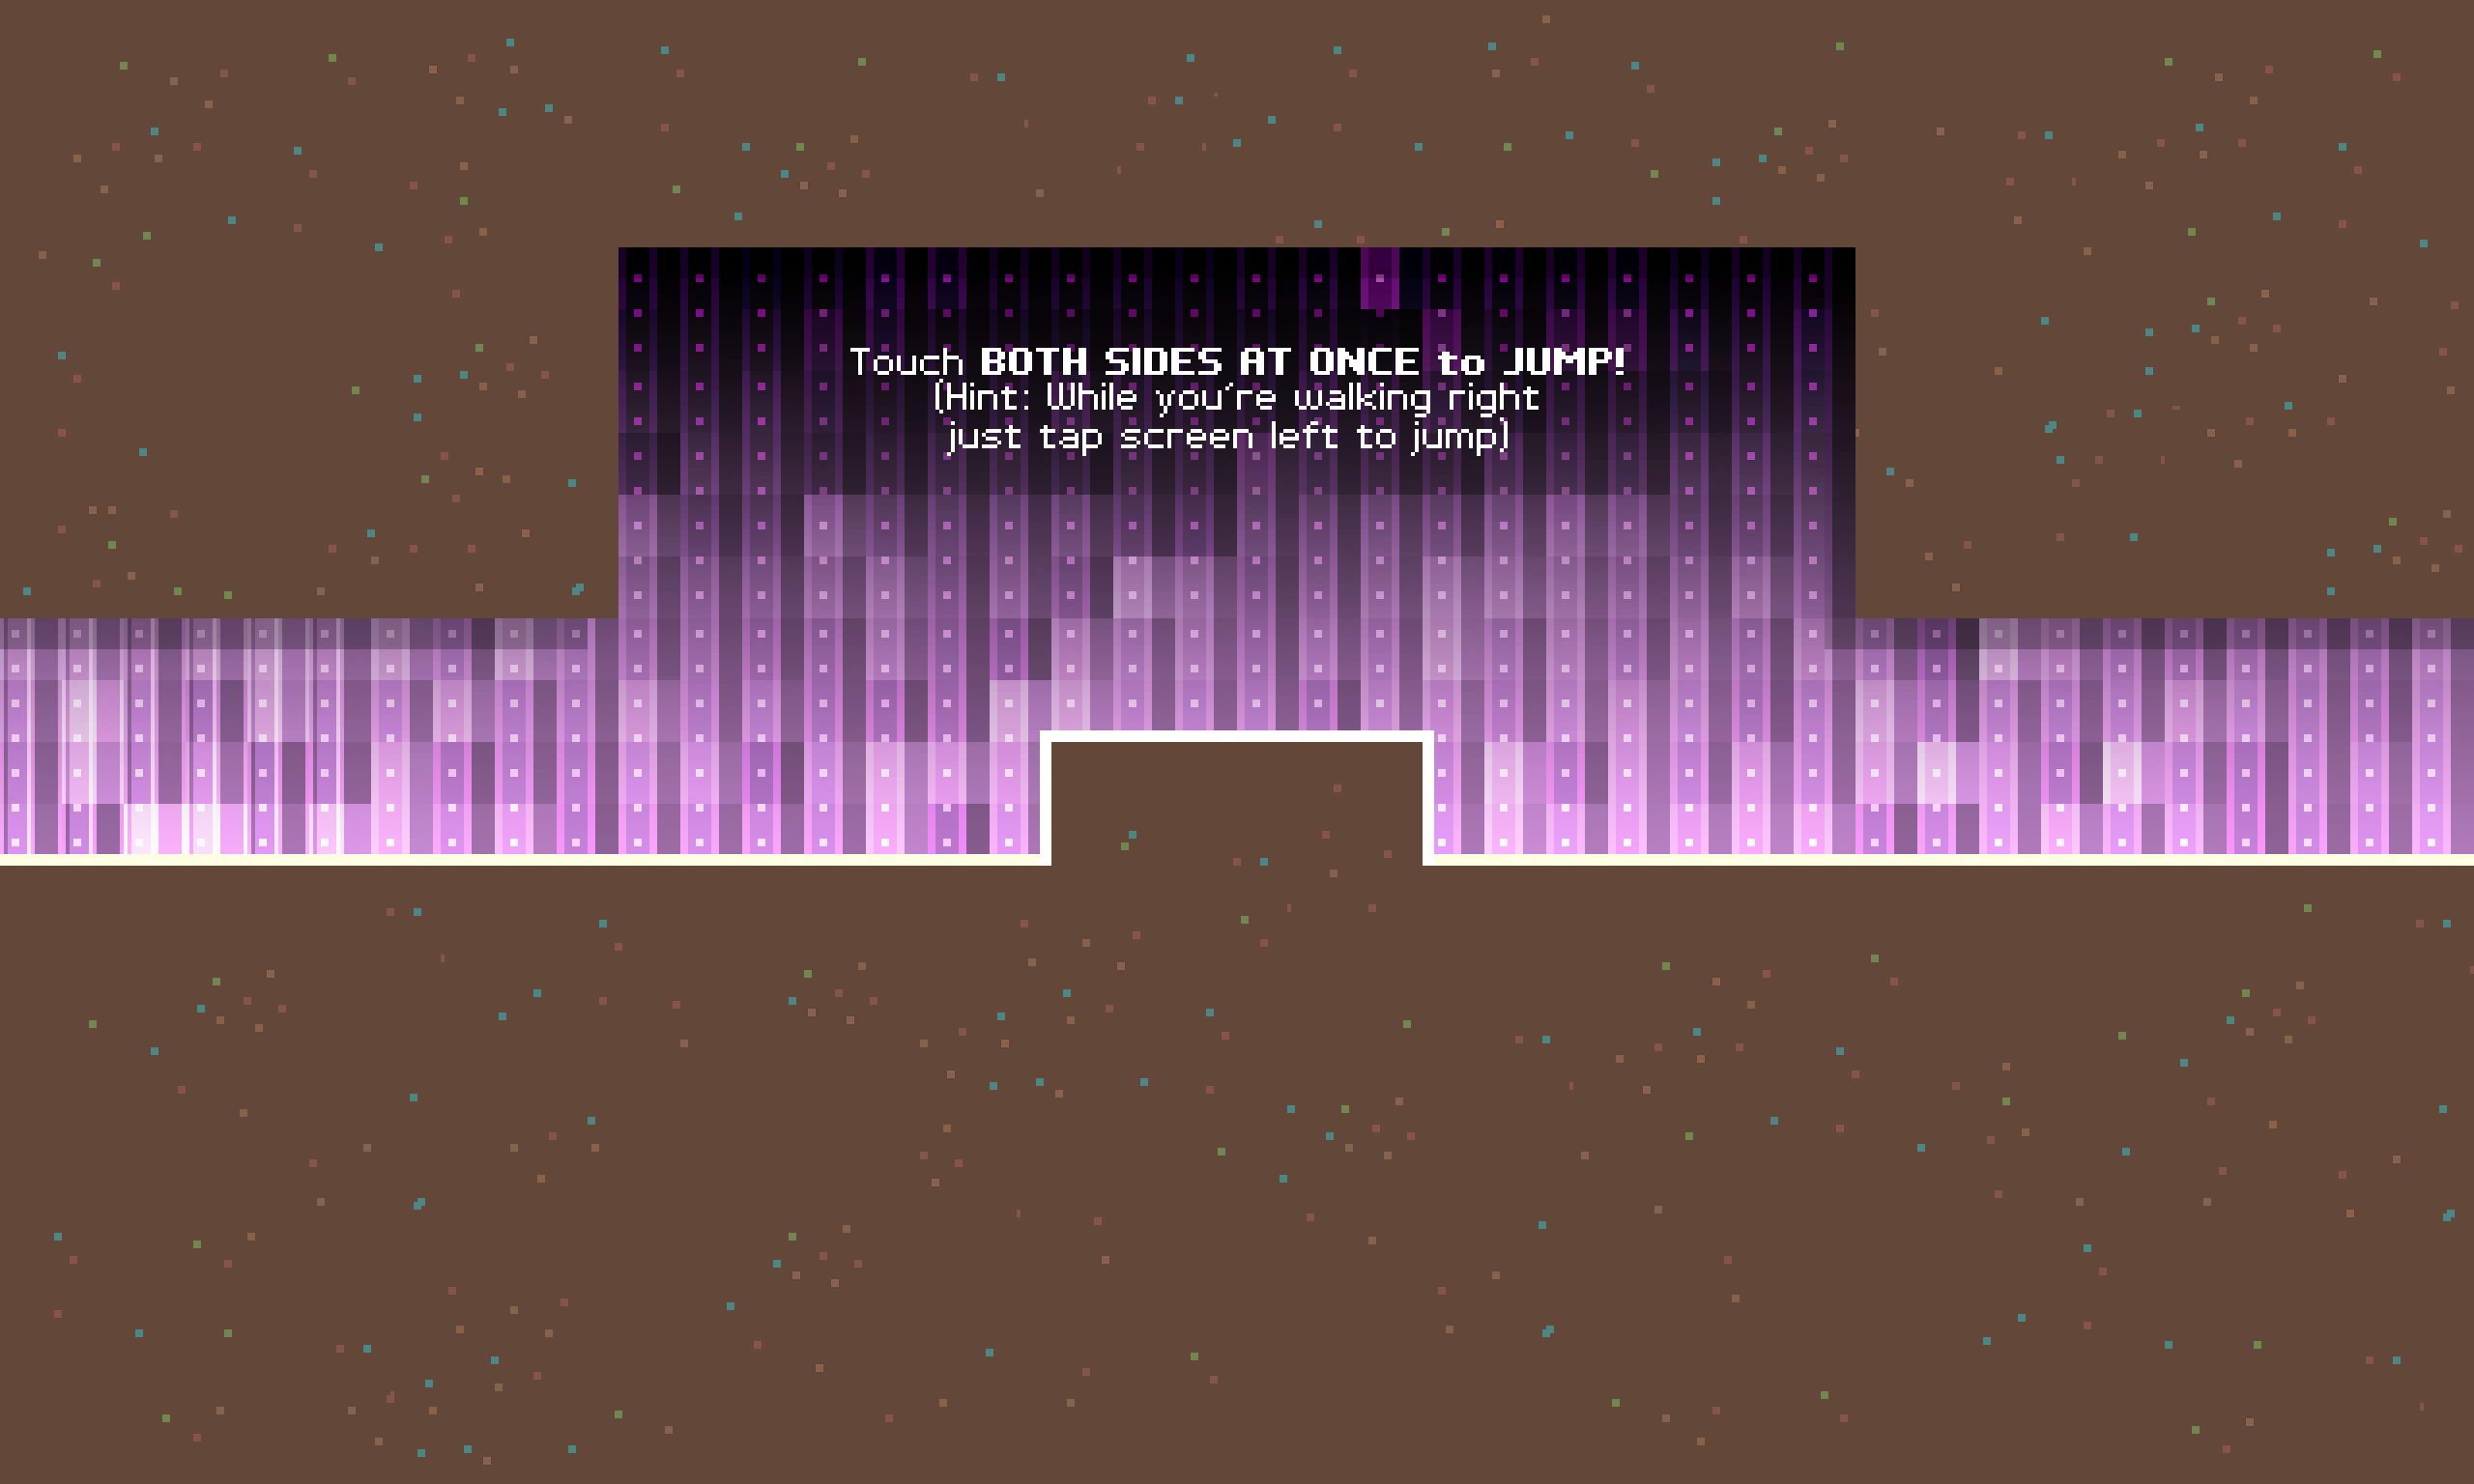 Touch BOTH SIDES AT ONCE to JUMP!
(Hint: While you're walking right
just tap screen left to jump)